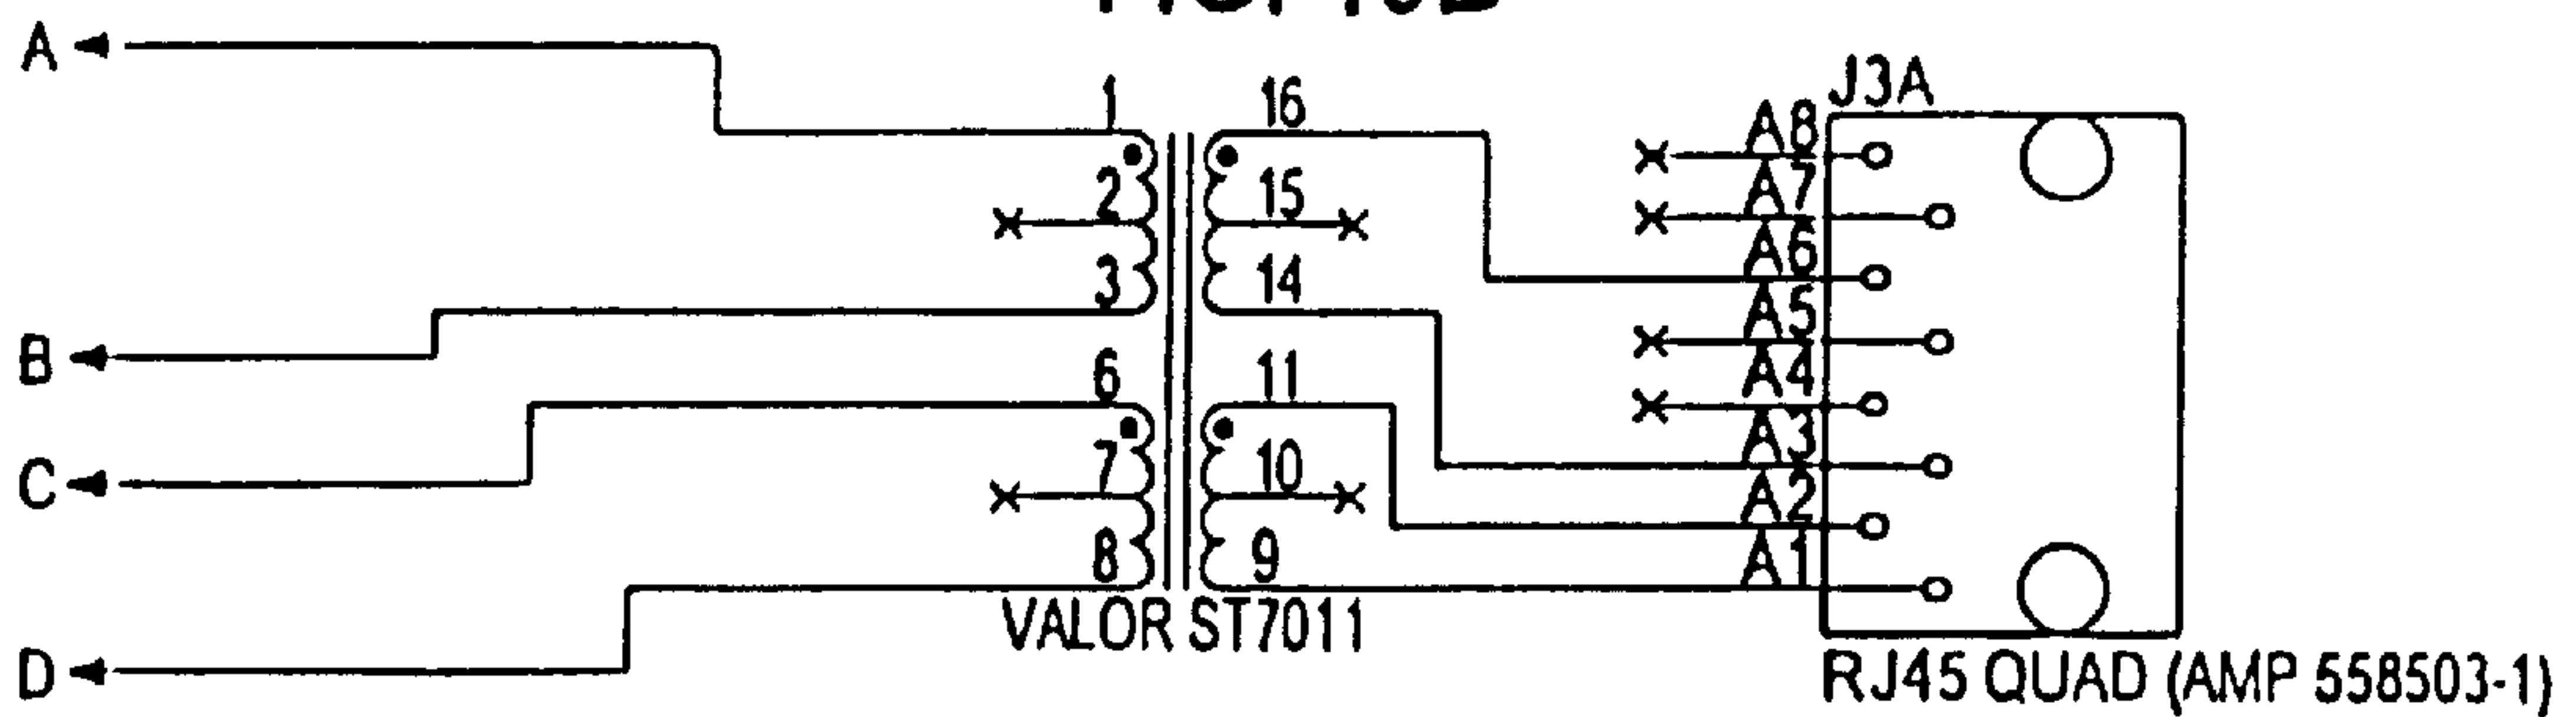 A
B
C
D
1
2
3
6
7
8
16
15
14
11
10
9
VALOR ST7011
J3A
A8
A7
A6
A5
A4
A3
A2
A1
RJ45 QUAD (AMP 558503-1)